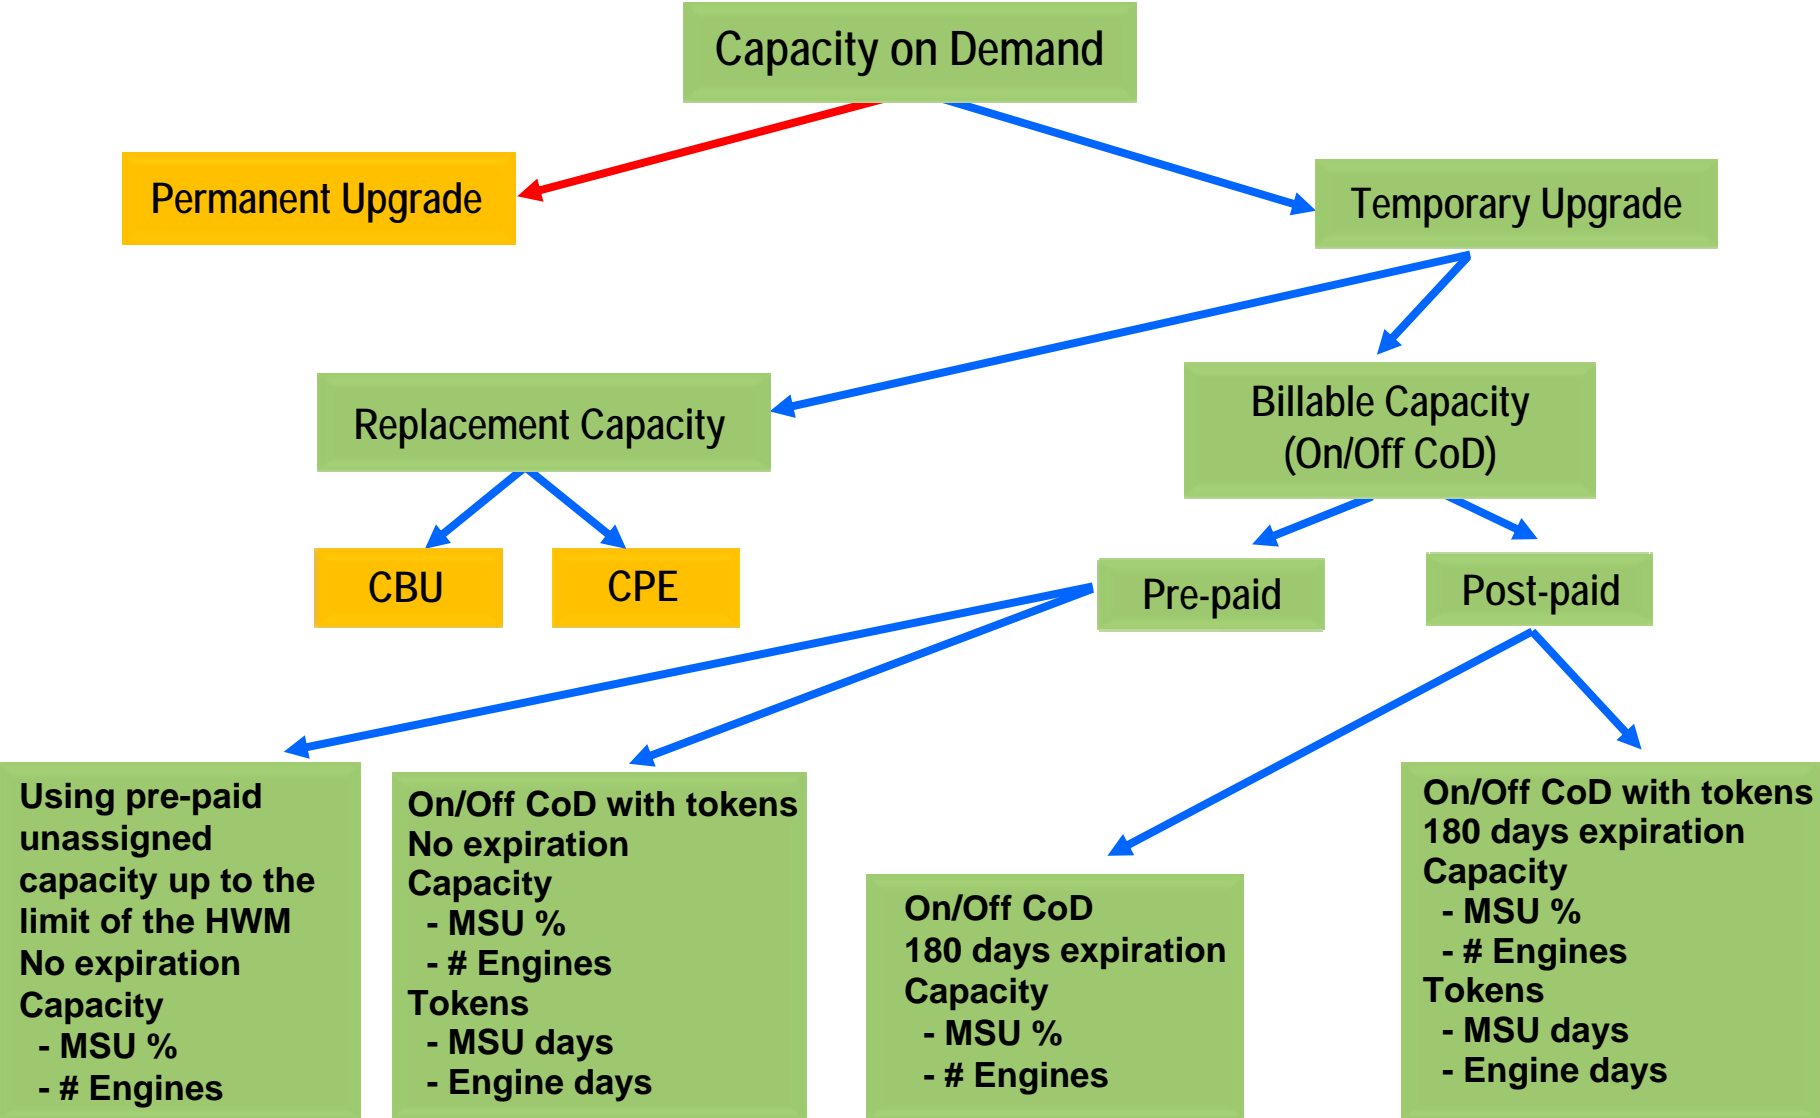 Capacity on Demand
Permanent Upgrade
Temporary Upgrade
Replacement Capacity
Billable Capacity
(On/Off CoD)
CBU
CPE
Pre-paid
Post-paid
Using pre-paid
unassigned
capacity up to the
limit of the HWM
No expiration
Capacity
- MSU %
- # Engines
On/Off CoD with tokens
No expiration
Capacity
- MSU %
- # Engines
Tokens
- MSU days
- Engine days
On/Off CoD
180 days expiration
Capacity
- MSU %
- # Engines
On/Off CoD with tokens
180 days expiration
Capacity
- MSU %
- # Engines
Tokens
- MSU days
- Engine days